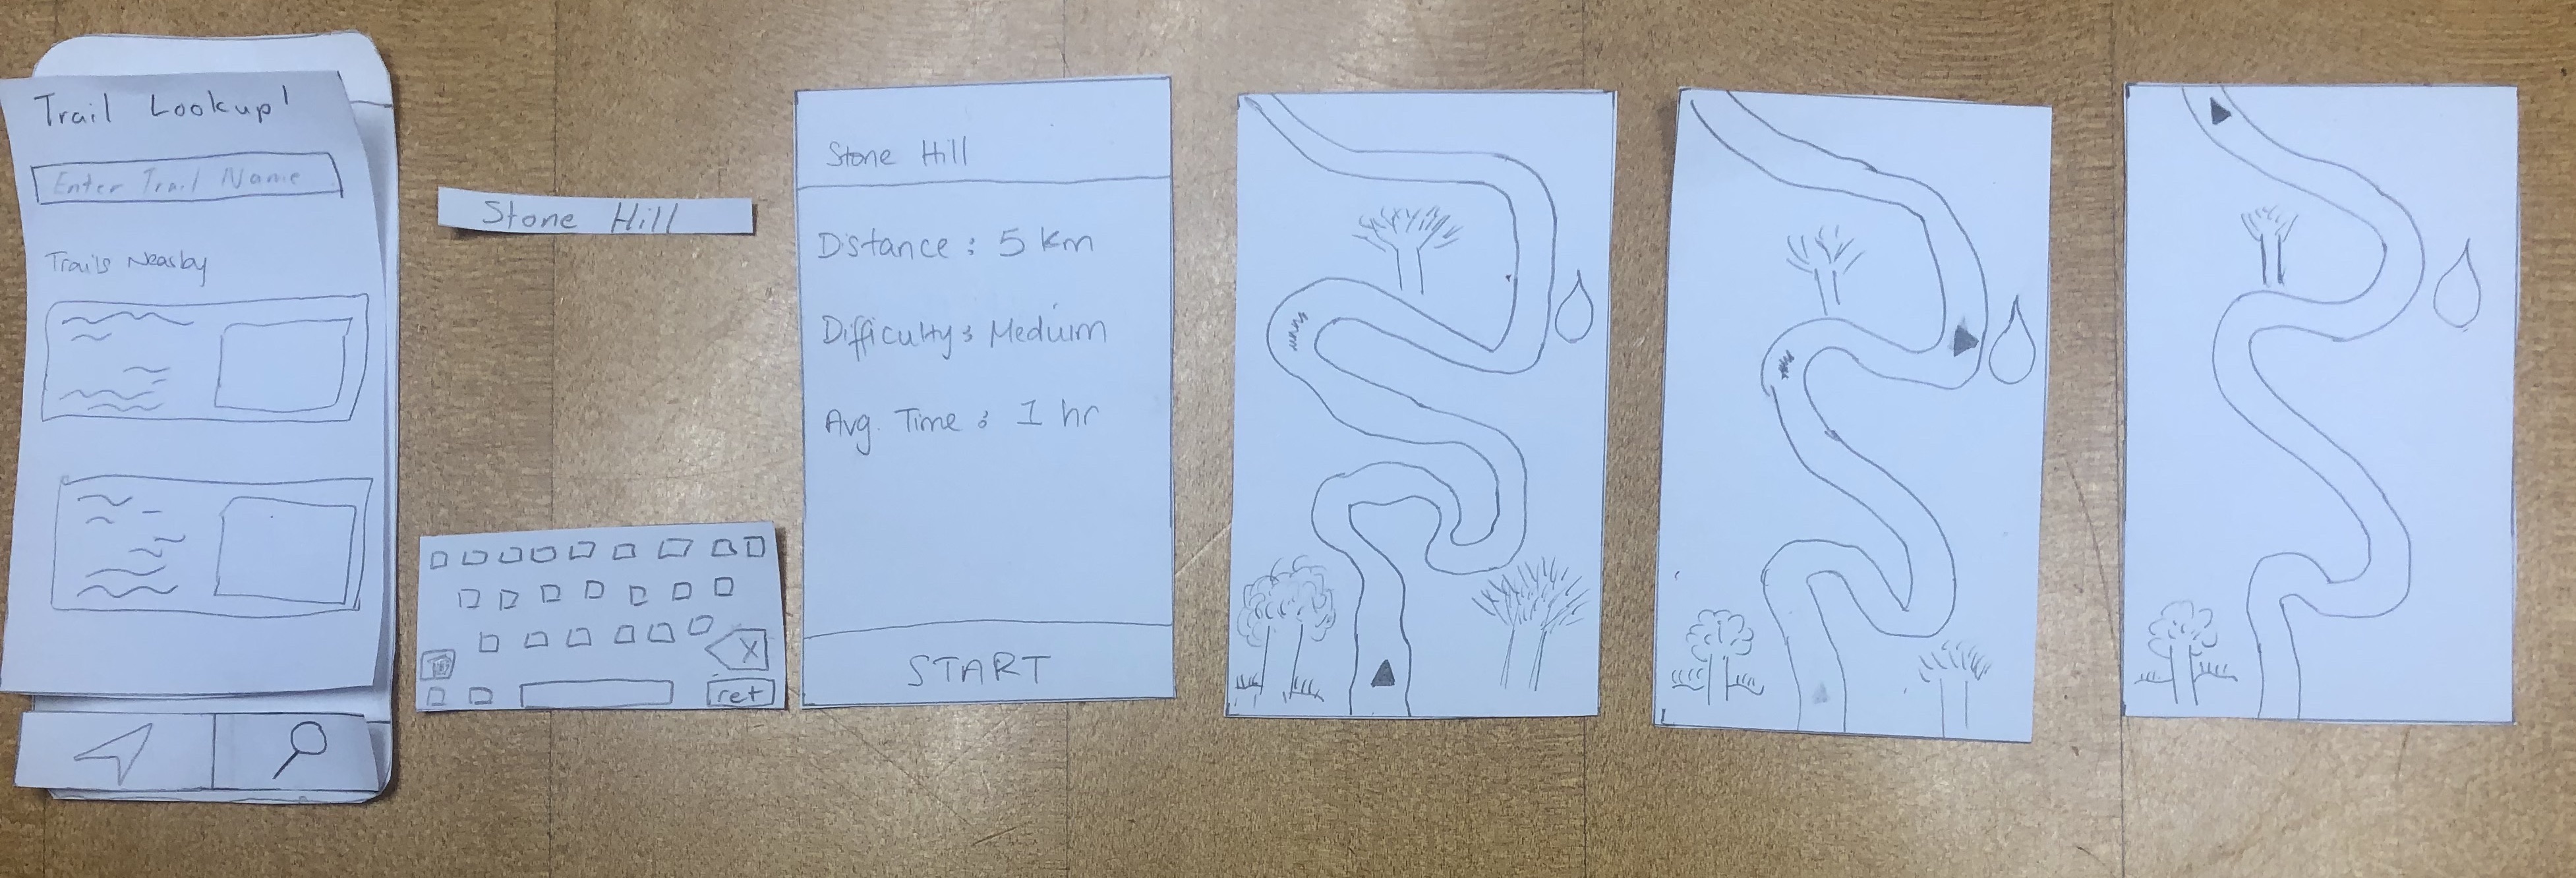 Trail Lookup!
Enter Trail Name
Trails Nearby
Stone Hill
X
ret
Stone Hill
Distance : 5 km
Difficulty : Medium
Avg. Time : 1 hr
START